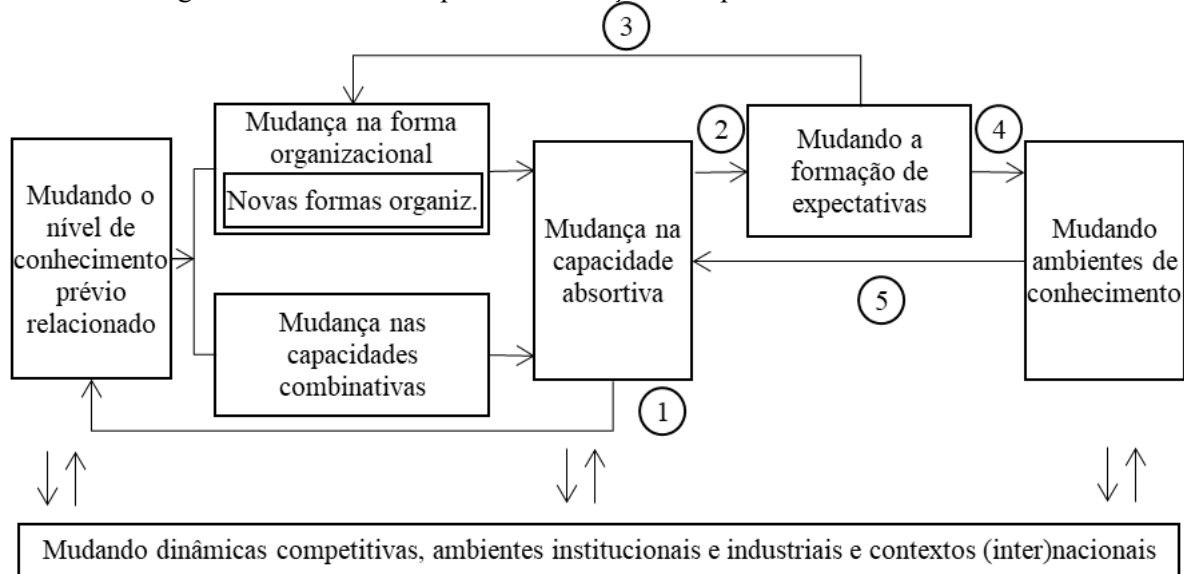 3
Mudança na forma
organizacional
Novas formas organiz.
2
Mudando a
formação de
expectativas
4
Mudando o
nível de
conhecimento
prévio
relacionado
Mudança na
capacidade
absortiva
Mudando
ambientes de
conhecimento
5
Mudança nas
capacidades
combinativas
1
Mudando dinâmicas competitivas, ambientes institucionais e industriais e contextos (inter)nacionais